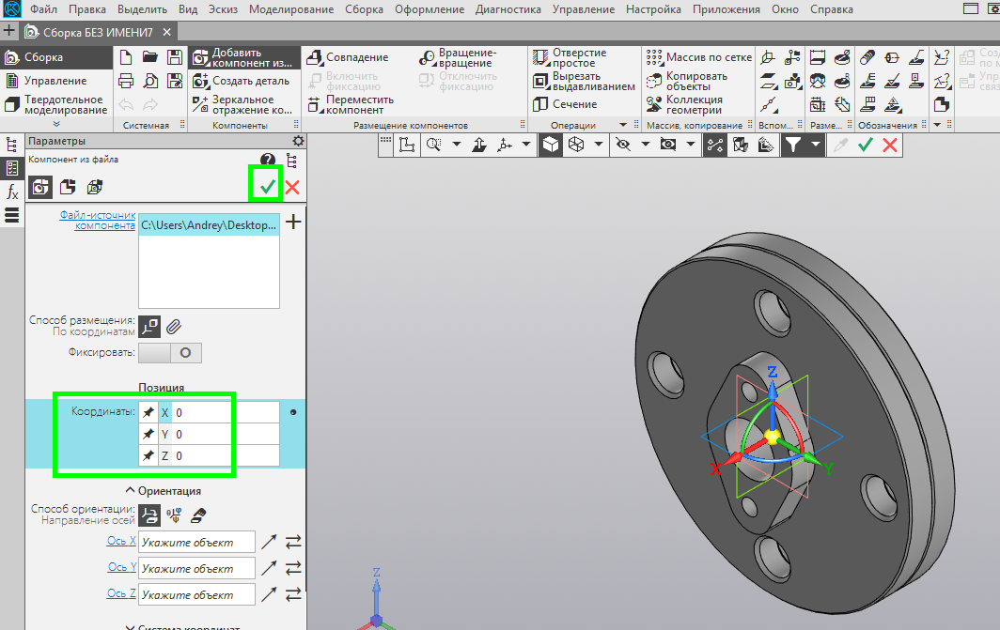 Файл Правка Выделить Вид Эскиз Моделирование Сборка Оформление Диагностика Управление Настройка Приложения Окно Справка
Сборка БЕЗ ИМЕНИ7
Сборка
Управление
Твердотельное
моделирование
Системная
Добавить
компонент из...
Создать деталь
Зеркальное
отражение ко...
Компоненты
Совпадение
Включить
фиксацию
Переместить
компонент
Вращение-
вращение
Отключить
фиксацию
Размещение компонентов
Отверстие
простое
Вырезать
выдавливанием
Сечение
Операции
Массив по сетке
Копировать
объекты
Коллекция
геометрии
Массив, копирование
Вспом...
Разме...
Обозначения
Параметры
Компонент из файла
Файл-источник
компонента
C:\Users\Andrey\Desktop...
Способ размещения:
По координатам
Фиксировать:
Позиция
Координаты:
X 0
Y 0
Z 0
Ориентация
Способ ориентации:
Направление осей
Ось X Укажите объект
Ось Y Укажите объект
Ось Z Укажите объект
Система координат
Z
X
Y
Z